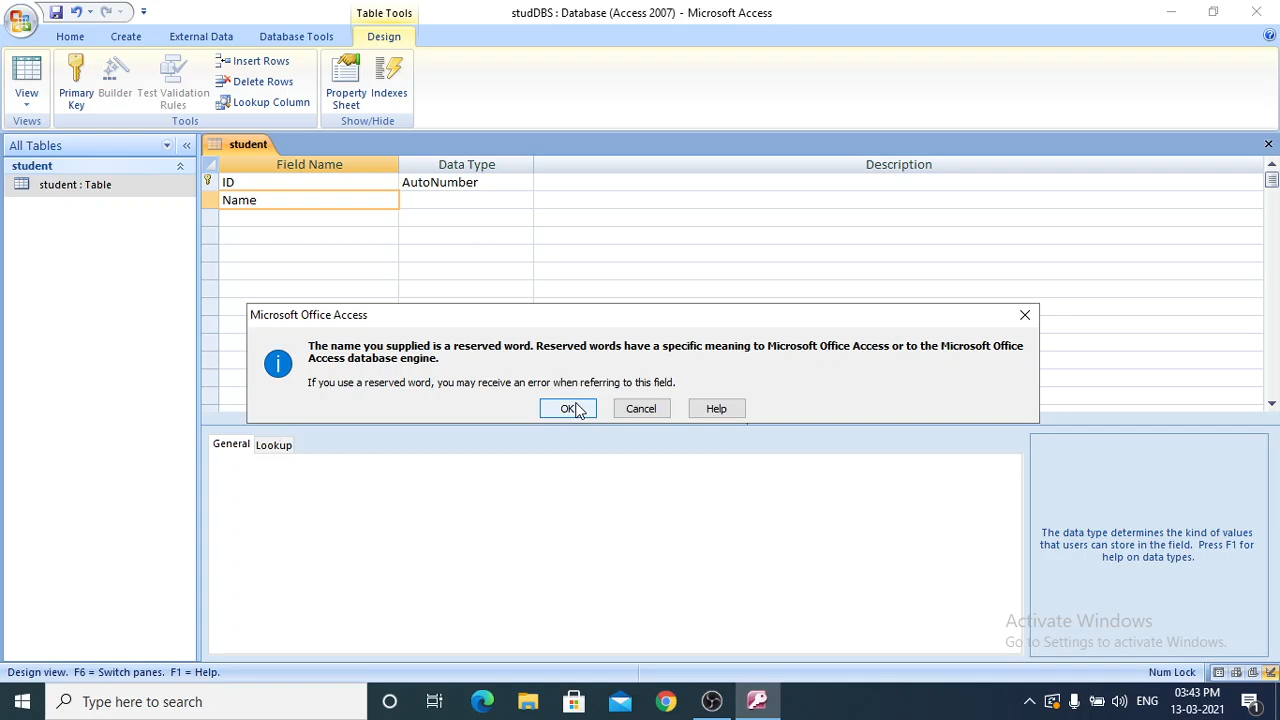 Table Tools
studDBS : Database (Access 2007) - Microsoft Access
Home
Create
External Data
Database Tools
Design
View
Primary
Key
Builder
Test Validation
Rules
Insert Rows
Delete Rows
Lookup Column
Property
Sheet
Indexes
Views
Tools
Show/Hide
All Tables
student
student : Table
student
Field Name
Data Type
Description
ID
AutoNumber
Name
Microsoft Office Access
The name you supplied is a reserved word. Reserved words have a specific meaning to Microsoft Office Access or to the Microsoft Office
Access database engine.
If you use a reserved word, you may receive an error when referring to this field.
OK
Cancel
Help
General
Lookup
The data type determines the kind of values
that users can store in the field. Press F1 for
help on data types.
Activate Windows
Go to Settings to activate Windows.
Design view. F6 = Switch panes. F1 = Help.
Num Lock
Type here to search
ENG
03:43 PM
13-03-2021
1